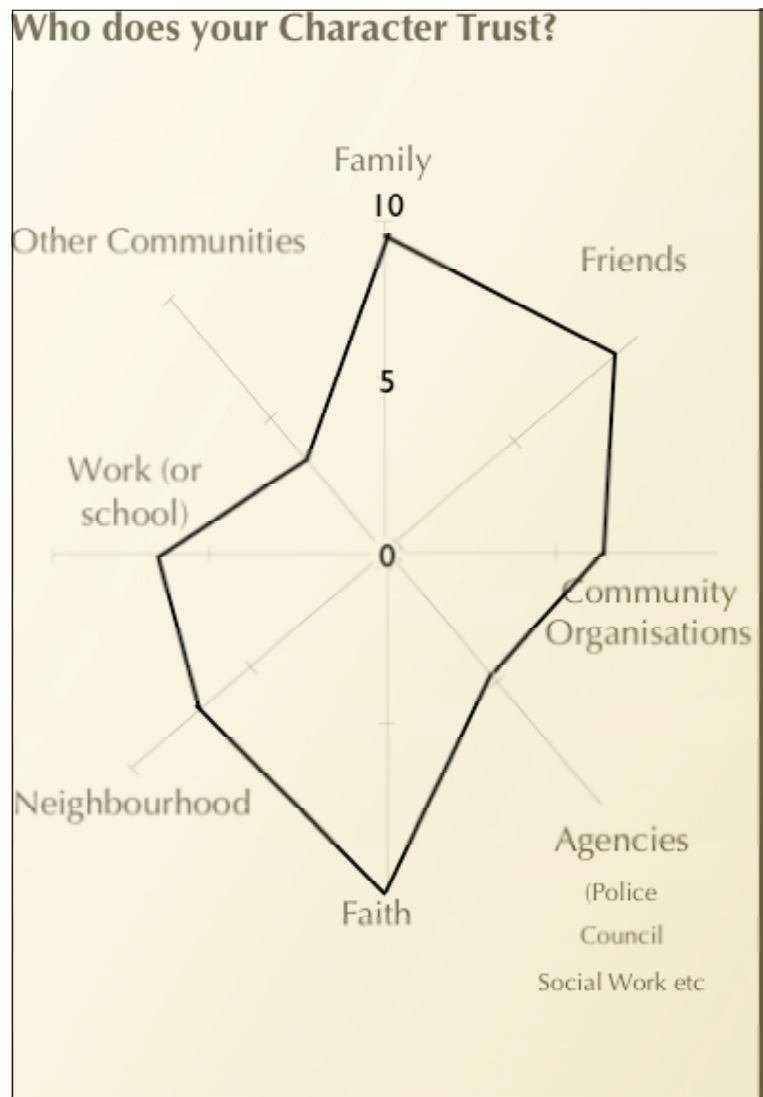 Who does your Character Trust?
Family
10
Other Communities
Friends
5
Work (or
school)
0
Community
Organisations
Neighbourhood
Agencies
(Police
Faith
Council
Social Work etc